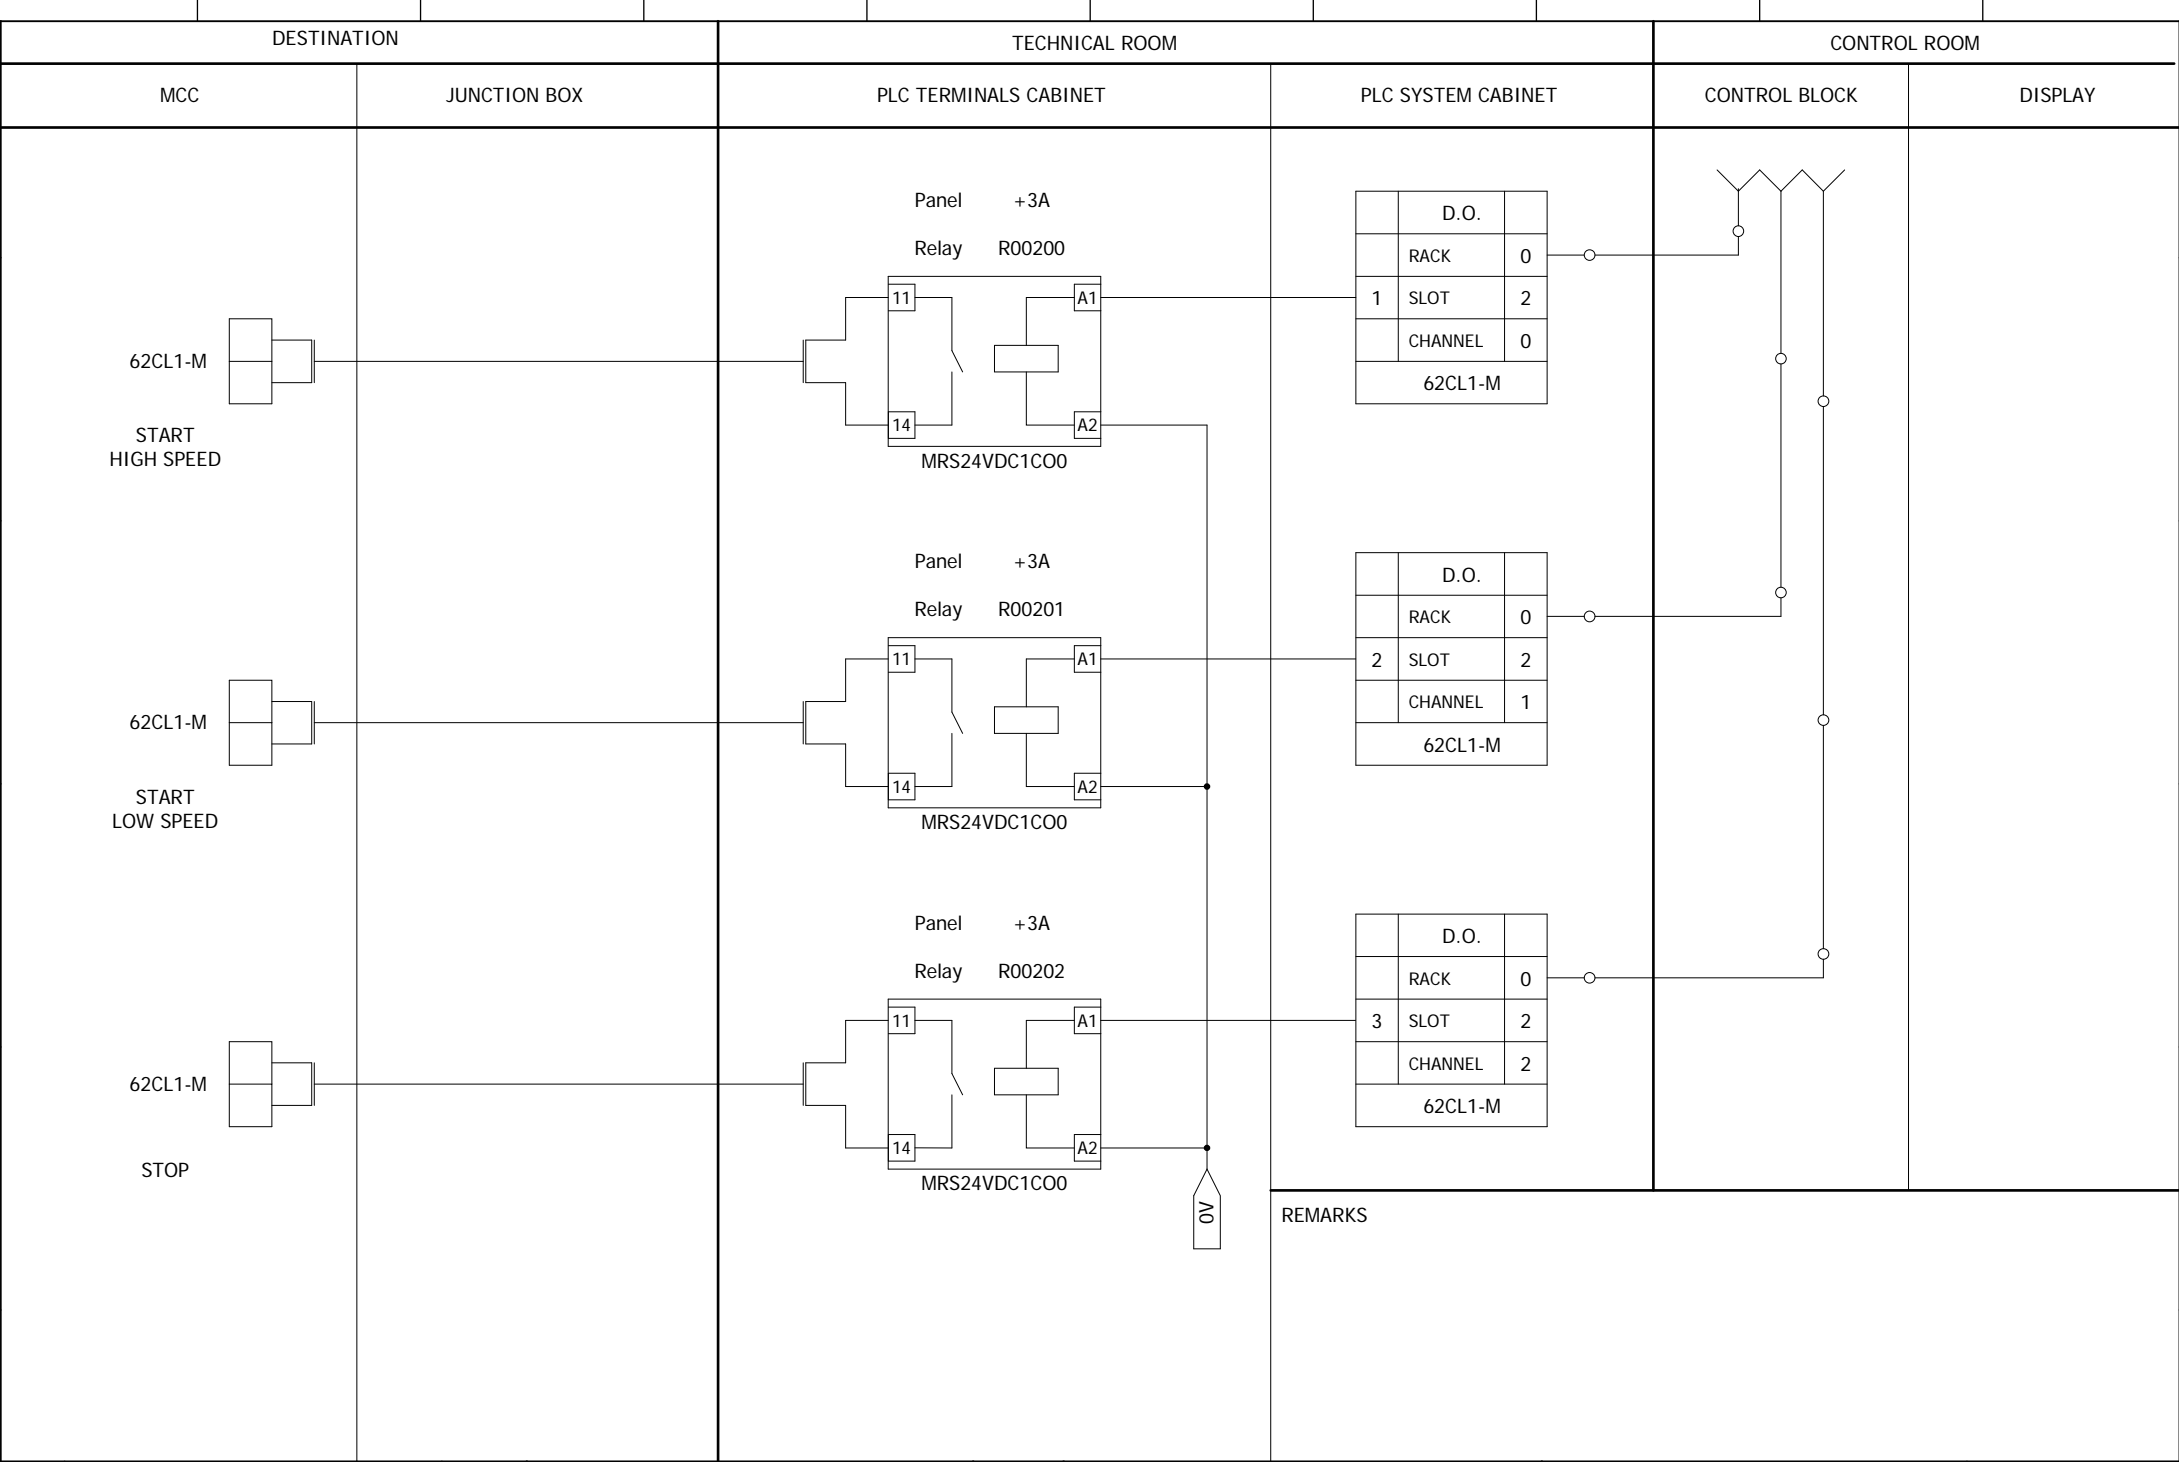 DESTINATION
TECHNICAL ROOM
CONTROL ROOM
MCC
JUNCTION BOX
PLC TERMINALS CABINET
PLC SYSTEM CABINET
CONTROL BLOCK
DISPLAY
62CL1-M
START
HIGH SPEED
Panel +3A
Relay R00200
11
A1
14
A2
MRS24VDC1CO0
D.O.
RACK 0
1 SLOT 2
CHANNEL 0
62CL1-M
62CL1-M
START
LOW SPEED
Panel +3A
Relay R00201
11
A1
14
A2
MRS24VDC1CO0
D.O.
RACK 0
2 SLOT 2
CHANNEL 1
62CL1-M
62CL1-M
STOP
Panel +3A
Relay R00202
11
A1
14
A2
MRS24VDC1CO0
D.O.
RACK 0
3 SLOT 2
CHANNEL 2
62CL1-M
0V
REMARKS